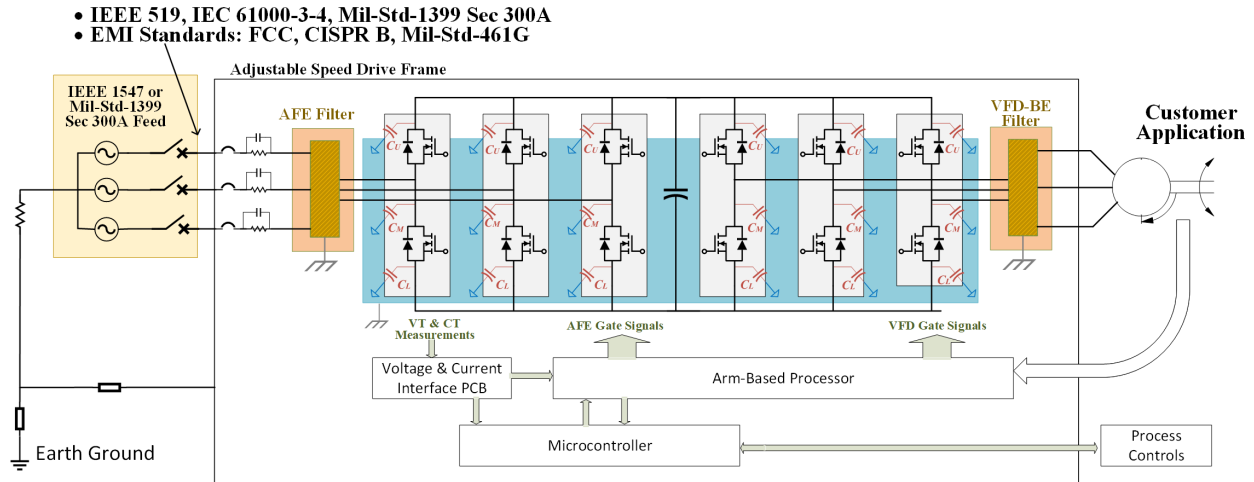 • IEEE 519, IEC 61000-3-4, Mil-Std-1399 Sec 300A
• EMI Standards: FCC, CISPR B, Mil-Std-461G
Adjustable Speed Drive Frame
IEEE 1547 or
Mil-Std-1399
Sec 300A Feed
AFE Filter
VFD-BE
Filter
Customer
Application
CU CU CU CU CU CU
CM CM CM CM CM CM
CL CL CL CL CL CL
VT & CT
Measurements
AFE Gate Signals
VFD Gate Signals
Voltage & Current
Interface PCB
Arm-Based Processor
Microcontroller
Process
Controls
Earth Ground